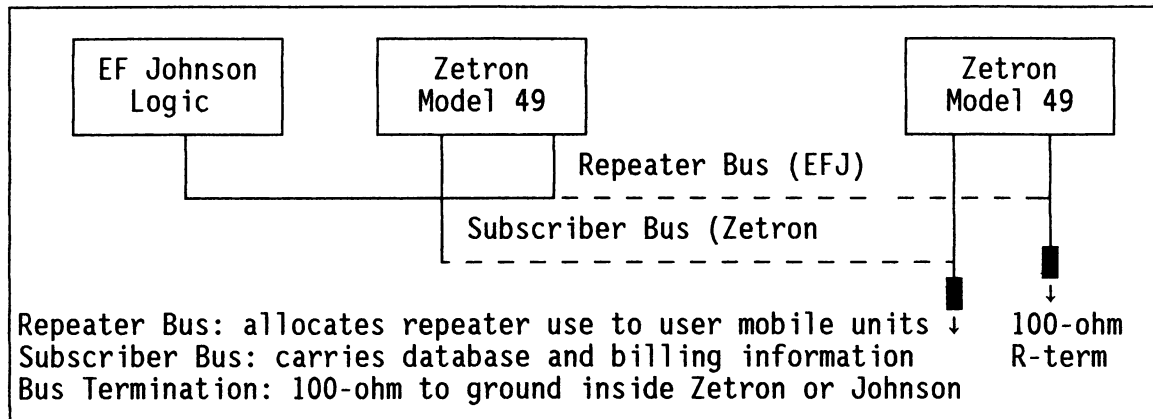 EF Johnson
Logic
Zetron
Model 49
Zetron
Model 49
Repeater Bus (EFJ)
Subscriber Bus (Zetron
Repeater Bus: allocates repeater use to user mobile units ↓ 100-ohm
Subscriber Bus: carries database and billing information R-term
Bus Termination: 100-ohm to ground inside Zetron or Johnson